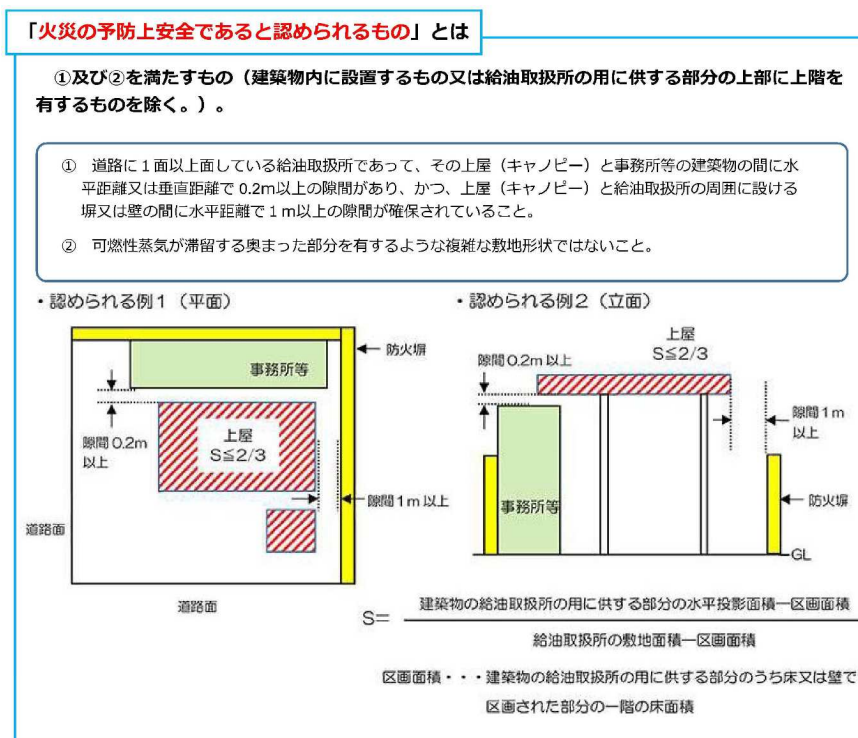 「火災の予防上安全であると認められるもの」とは
①及び②を満たすもの（建築物内に設置するもの又は給油取扱所の用に供する部分の上部に上階を
有するものを除く。）。
① 道路に１面以上面している給油取扱所であって、その上屋（キャノピー）と事務所等の建築物の間に水
平距離又は垂直距離で 0.2m以上の隙間があり、かつ、上屋（キャノピー）と給油取扱所の周囲に設ける
塀又は壁の間に水平距離で１ｍ以上の隙間が確保されていること。
② 可燃性蒸気が滞留する奥まった部分を有するような複雑な敷地形状ではないこと。
・認められる例１（平面）
事務所等
防火塀
隙間0.2m
以上
上屋
S≦2/3
隙間1ｍ以上
道路面
道路面
・認められる例２（立面）
上屋
S≦2/3
隙間0.2m 以上
隙間1ｍ
以上
事務所等
防火塀
GL
S＝
建築物の給油取扱所の用に供する部分の水平投影面積―区画面積
給油取扱所の敷地面積―区画面積
区画面積・・・建築物の給油取扱所の用に供する部分のうち床又は壁で
区画された部分の一階の床面積